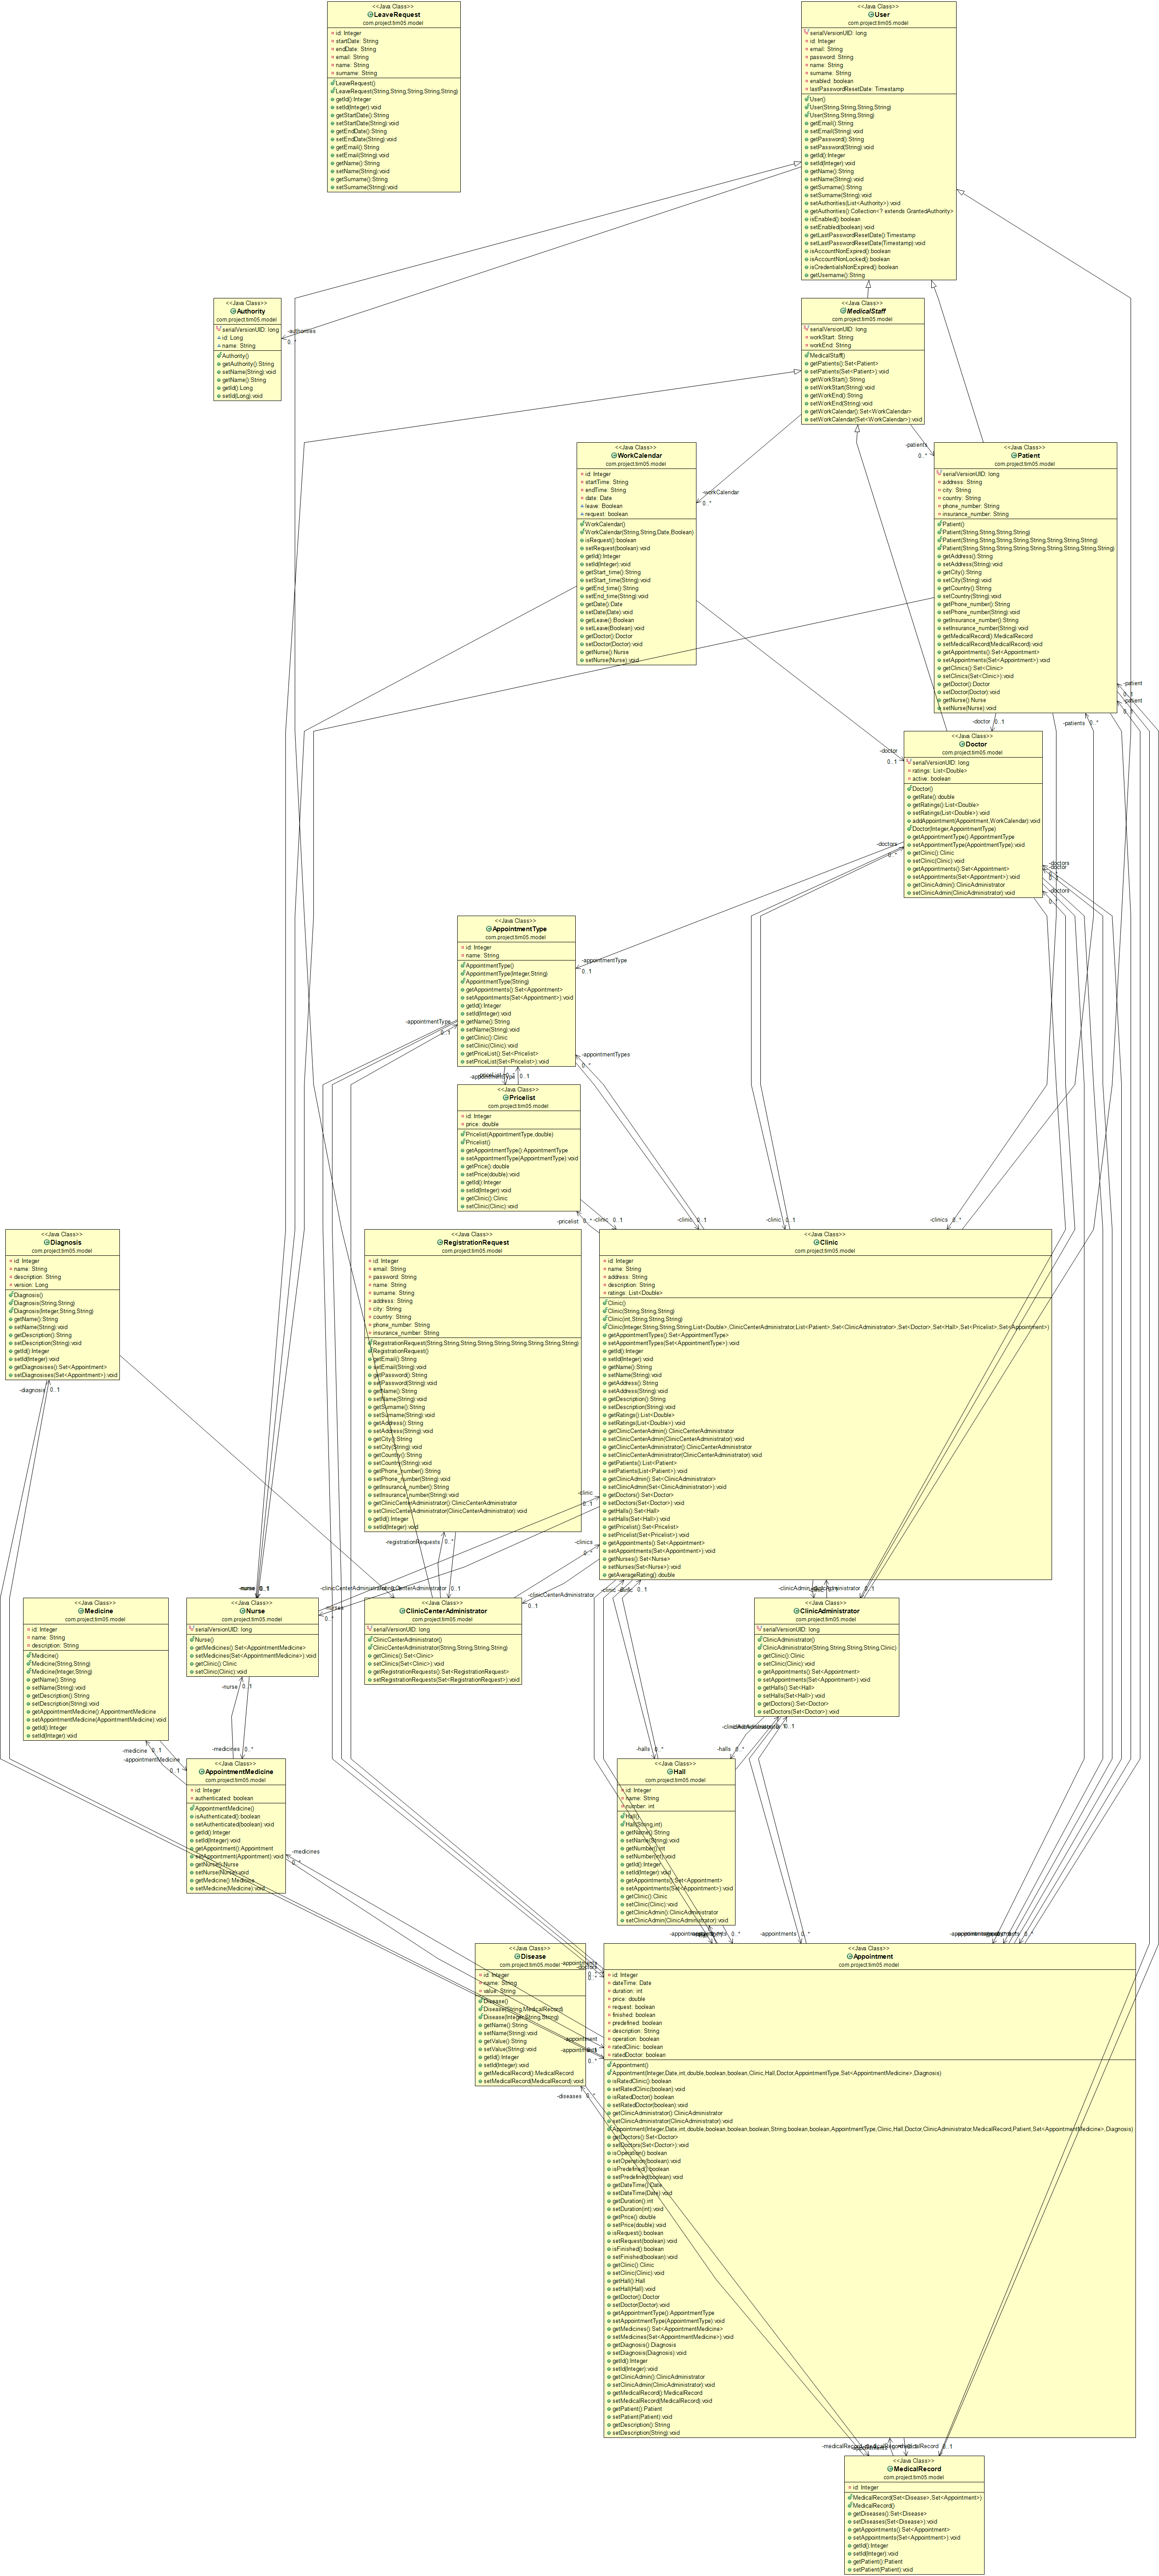 <<Java Class>>
LeaveRequest
com.project.tim05.model
id: Integer
startDate: String
endDate: String
email: String
name: String
surname: String
LeaveRequest()
LeaveRequest(String,String,String,String,String)
getId():Integer
setId(Integer):void
getStartDate():String
setStartDate(String):void
getEndDate():String
setEndDate(String):void
getEmail():String
setEmail(String):void
getName():String
setName(String):void
getSurname():String
setSurname(String):void
<<Java Class>>
User
com.project.tim05.model
serialVersionUID: long
id: Integer
email: String
password: String
name: String
surname: String
enabled: boolean
lastPasswordResetDate: Timestamp
User()
User(String,String,String,String)
User(String,String,String)
getEmail():String
setEmail(String):void
getPassword():String
setPassword(String):void
getId():Integer
setId(Integer):void
getName():String
setName(String):void
getSurname():String
setSurname(String):void
setAuthorities(List<Authority>):void
getAuthorities():Collection<? extends GrantedAuthority>
isEnabled():boolean
setEnabled(boolean):void
getLastPasswordResetDate():Timestamp
setLastPasswordResetDate(Timestamp):void
isAccountNonExpired():boolean
isAccountNonLocked():boolean
isCredentialsNonExpired():boolean
getUsername():String
<<Java Class>>
Authority
com.project.tim05.model
serialVersionUID: long
id: Long
name: String
Authority()
getAuthority():String
setName(String):void
getName():String
getId():Long
setId(Long):void
-authorities
0..*
<<Java Class>>
MedicalStaff
com.project.tim05.model
serialVersionUID: long
workStart: String
workEnd: String
MedicalStaff()
getPatients():Set<Patient>
setPatients(Set<Patient>):void
getWorkStart():String
setWorkStart(String):void
getWorkEnd():String
setWorkEnd(String):void
getWorkCalendar():Set<WorkCalendar>
setWorkCalendar(Set<WorkCalendar>):void
-patients
0..*
<<Java Class>>
WorkCalendar
com.project.tim05.model
id: Integer
startTime: String
endTime: String
date: Date
leave: Boolean
request: boolean
WorkCalendar()
WorkCalendar(String,String,Date,Boolean)
isRequest():boolean
setRequest(boolean):void
getId():Integer
setId(Integer):void
getStart_time():String
setStart_time(String):void
getEnd_time():String
setEnd_time(String):void
getDate():Date
setDate(Date):void
getLeave():Boolean
setLeave(Boolean):void
getDoctor():Doctor
setDoctor(Doctor):void
getNurse():Nurse
setNurse(Nurse):void
-workCalendar
0..*
<<Java Class>>
Patient
com.project.tim05.model
serialVersionUID: long
address: String
city: String
country: String
phone_number: String
insurance_number: String
Patient()
Patient(String,String,String,String)
Patient(String,String,String,String,String,String,String,String)
Patient(String,String,String,String,String,String,String,String,String)
getAddress():String
setAddress(String):void
getCity():String
setCity(String):void
getCountry():String
setCountry(String):void
getPhone_number():String
setPhone_number(String):void
getInsurance_number():String
setInsurance_number(String):void
getMedicalRecord():MedicalRecord
setMedicalRecord(MedicalRecord):void
getAppointments():Set<Appointment>
setAppointments(Set<Appointment>):void
getClinics():Set<Clinic>
setClinics(Set<Clinic>):void
getDoctor():Doctor
setDoctor(Doctor):void
getNurse():Nurse
setNurse(Nurse):void
-patient
0..1
-patient
0..1
-doctor 0..1
-patients 0..*
-doctor
0..1
<<Java Class>>
Doctor
com.project.tim05.model
serialVersionUID: long
ratings: List<Double>
active: boolean
Doctor()
getRate():double
getRatings():List<Double>
setRatings(List<Double>):void
addAppointment(Appointment,WorkCalendar):void
Doctor(Integer,AppointmentType)
getAppointmentType():AppointmentType
setAppointmentType(AppointmentType):void
getClinic():Clinic
setClinic(Clinic):void
getAppointments():Set<Appointment>
setAppointments(Set<Appointment>):void
getClinicAdmin():ClinicAdministrator
setClinicAdmin(ClinicAdministrator):void
-doctors
0..*
-doctors
-doctor
-doctors
0..*
<<Java Class>>
AppointmentType
com.project.tim05.model
id: Integer
name: String
AppointmentType()
AppointmentType(Integer,String)
AppointmentType(String)
getAppointments():Set<Appointment>
setAppointments(Set<Appointment>):void
getId():Integer
setId(Integer):void
getName():String
setName(String):void
getClinic():Clinic
setClinic(Clinic):void
getPriceList():Set<Pricelist>
setPriceList(Set<Pricelist>):void
-appointmentType
0..1
-appointmentType
0..1
-appointmentTypes
0..*
-appointmentType 0..1
<<Java Class>>
Pricelist
com.project.tim05.model
id: Integer
price: double
Pricelist(AppointmentType,double)
Pricelist()
getAppointmentType():AppointmentType
setAppointmentType(AppointmentType):void
getPrice():double
setPrice(double):void
getId():Integer
setId(Integer):void
getClinic():Clinic
setClinic(Clinic):void
-pricelist 0..*
-clinic 0..1
-clinic 0..1
-clinic 0..1
-clinics 0..*
<<Java Class>>
Diagnosis
com.project.tim05.model
id: Integer
name: String
description: String
version: Long
Diagnosis()
Diagnosis(String,String)
Diagnosis(Integer,String,String)
getName():String
setName(String):void
getDescription():String
setDescription(String):void
getId():Integer
setId(Integer):void
getDiagnosises():Set<Appointment>
setDiagnosises(Set<Appointment>):void
-diagnosis 0..1
<<Java Class>>
RegistrationRequest
com.project.tim05.model
id: Integer
email: String
password: String
name: String
surname: String
address: String
city: String
country: String
phone_number: String
insurance_number: String
RegistrationRequest(String,String,String,String,String,String,String,String,String)
RegistrationRequest()
getEmail():String
setEmail(String):void
getPassword():String
setPassword(String):void
getName():String
setName(String):void
getSurname():String
setSurname(String):void
getAddress():String
setAddress(String):void
getCity():String
setCity(String):void
getCountry():String
setCountry(String):void
getPhone_number():String
setPhone_number(String):void
getInsurance_number():String
setInsurance_number(String):void
getClinicCenterAdministrator():ClinicCenterAdministrator
setClinicCenterAdministrator(ClinicCenterAdministrator):void
getId():Integer
setId(Integer):void
-registrationRequests 0..*
<<Java Class>>
Clinic
com.project.tim05.model
id: Integer
name: String
address: String
description: String
ratings: List<Double>
Clinic()
Clinic(String,String,String)
Clinic(int,String,String,String)
Clinic(Integer,String,String,String,List<Double>,ClinicCenterAdministrator,List<Patient>,Set<ClinicAdministrator>,Set<Doctor>,Set<Hall>,Set<Pricelist>,Set<Appointment>)
getAppointmentTypes():Set<AppointmentType>
setAppointmentTypes(Set<AppointmentType>):void
getId():Integer
setId(Integer):void
getName():String
setName(String):void
getAddress():String
setAddress(String):void
getDescription():String
setDescription(String):void
getRatings():List<Double>
setRatings(List<Double>):void
getClinicCenterAdmin():ClinicCenterAdministrator
setClinicCenterAdmin(ClinicCenterAdministrator):void
getClinicCenterAdministrator():ClinicCenterAdministrator
setClinicCenterAdministrator(ClinicCenterAdministrator):void
getPatients():List<Patient>
setPatients(List<Patient>):void
getClinicAdmin():Set<ClinicAdministrator>
setClinicAdmin(Set<ClinicAdministrator>):void
getDoctors():Set<Doctor>
setDoctors(Set<Doctor>):void
getHalls():Set<Hall>
setHalls(Set<Hall>):void
getPricelist():Set<Pricelist>
setPricelist(Set<Pricelist>):void
getAppointments():Set<Appointment>
setAppointments(Set<Appointment>):void
getNurses():Set<Nurse>
setNurses(Set<Nurse>):void
getAverageRating():double
-clinic
0..1
-clinics
0..*
-clinicCenterAdministrator
0..1
<<Java Class>>
Medicine
com.project.tim05.model
id: Integer
name: String
description: String
Medicine()
Medicine(String,String)
Medicine(Integer,String)
getName():String
setName(String):void
getDescription():String
setDescription(String):void
getAppointmentMedicine():AppointmentMedicine
setAppointmentMedicine(AppointmentMedicine):void
getId():Integer
setId(Integer):void
-medicine 0..1
-appointmentMedicine
0..1
-nurse 0..1
<<Java Class>>
Nurse
com.project.tim05.model
serialVersionUID: long
Nurse()
getMedicines():Set<AppointmentMedicine>
setMedicines(Set<AppointmentMedicine>):void
getClinic():Clinic
setClinic(Clinic):void
-nurse 0..1
-medicines 0..*
<<Java Class>>
ClinicCenterAdministrator
com.project.tim05.model
serialVersionUID: long
ClinicCenterAdministrator()
ClinicCenterAdministrator(String,String,String,String)
getClinics():Set<Clinic>
setClinics(Set<Clinic>):void
getRegistrationRequests():Set<RegistrationRequest>
setRegistrationRequests(Set<RegistrationRequest>):void
<<Java Class>>
ClinicAdministrator
com.project.tim05.model
serialVersionUID: long
ClinicAdministrator()
ClinicAdministrator(String,String,String,String,Clinic)
getClinic():Clinic
setClinic(Clinic):void
getAppointments():Set<Appointment>
setAppointments(Set<Appointment>):void
getHalls():Set<Hall>
setHalls(Set<Hall>):void
getDoctors():Set<Doctor>
setDoctors(Set<Doctor>):void
-halls 0..*
-halls 0..*
<<Java Class>>
AppointmentMedicine
com.project.tim05.model
id: Integer
authenticated: boolean
AppointmentMedicine()
isAuthenticated():boolean
setAuthenticated(boolean):void
getId():Integer
setId(Integer):void
getAppointment():Appointment
setAppointment(Appointment):void
getNurse():Nurse
setNurse(Nurse):void
getMedicine():Medicine
setMedicine(Medicine):void
-medicines
0..*
<<Java Class>>
Hall
com.project.tim05.model
id: Integer
name: String
number: int
Hall()
Hall(String,int)
getName():String
setName(String):void
getNumber():int
setNumber(int):void
getId():Integer
setId(Integer):void
getAppointments():Set<Appointment>
setAppointments(Set<Appointment>):void
getClinic():Clinic
setClinic(Clinic):void
getClinicAdmin():ClinicAdministrator
setClinicAdmin(ClinicAdministrator):void
-appointments 0..*
<<Java Class>>
Disease
com.project.tim05.model
id: Integer
name: String
value: String
Disease()
Disease(String,MedicalRecord)
Disease(Integer,String,String)
getName():String
setName(String):void
getValue():String
setValue(String):void
getId():Integer
setId(Integer):void
getMedicalRecord():MedicalRecord
setMedicalRecord(MedicalRecord):void
-diseases 0..*
-appointment
<<Java Class>>
Appointment
com.project.tim05.model
id: Integer
dateTime: Date
duration: int
price: double
request: boolean
finished: boolean
predefined: boolean
description: String
operation: boolean
ratedClinic: boolean
ratedDoctor: boolean
Appointment()
Appointment(Integer,Date,int,double,boolean,boolean,Clinic,Hall,Doctor,AppointmentType,Set<AppointmentMedicine>,Diagnosis)
isRatedClinic():boolean
setRatedClinic(boolean):void
isRatedDoctor():boolean
setRatedDoctor(boolean):void
getClinicAdministrator():ClinicAdministrator
setClinicAdministrator(ClinicAdministrator):void
Appointment(Integer,Date,int,double,boolean,boolean,boolean,String,boolean,boolean,AppointmentType,Clinic,Hall,Doctor,ClinicAdministrator,MedicalRecord,Patient,Set<AppointmentMedicine>,Diagnosis)
getDoctors():Set<Doctor>
setDoctors(Set<Doctor>):void
isOperation():boolean
setOperation(boolean):void
isPredefined():boolean
setPredefined(boolean):void
getDateTime():Date
setDateTime(Date):void
getDuration():int
setDuration(int):void
getPrice():double
setPrice(double):void
isRequest():boolean
setRequest(boolean):void
isFinished():boolean
setFinished(boolean):void
getClinic():Clinic
setClinic(Clinic):void
getHall():Hall
setHall(Hall):void
getDoctor():Doctor
setDoctor(Doctor):void
getAppointmentType():AppointmentType
setAppointmentType(AppointmentType):void
getMedicines():Set<AppointmentMedicine>
setMedicines(Set<AppointmentMedicine>):void
getDiagnosis():Diagnosis
setDiagnosis(Diagnosis):void
getId():Integer
setId(Integer):void
getClinicAdmin():ClinicAdministrator
setClinicAdmin(ClinicAdministrator):void
getMedicalRecord():MedicalRecord
setMedicalRecord(MedicalRecord):void
getPatient():Patient
setPatient(Patient):void
getDescription():String
setDescription(String):void
-medicalRecord 0..1
<<Java Class>>
MedicalRecord
com.project.tim05.model
id: Integer
MedicalRecord(Set<Disease>,Set<Appointment>)
MedicalRecord()
getDiseases():Set<Disease>
setDiseases(Set<Disease>):void
getAppointments():Set<Appointment>
setAppointments(Set<Appointment>):void
getId():Integer
setId(Integer):void
getPatient():Patient
setPatient(Patient):void